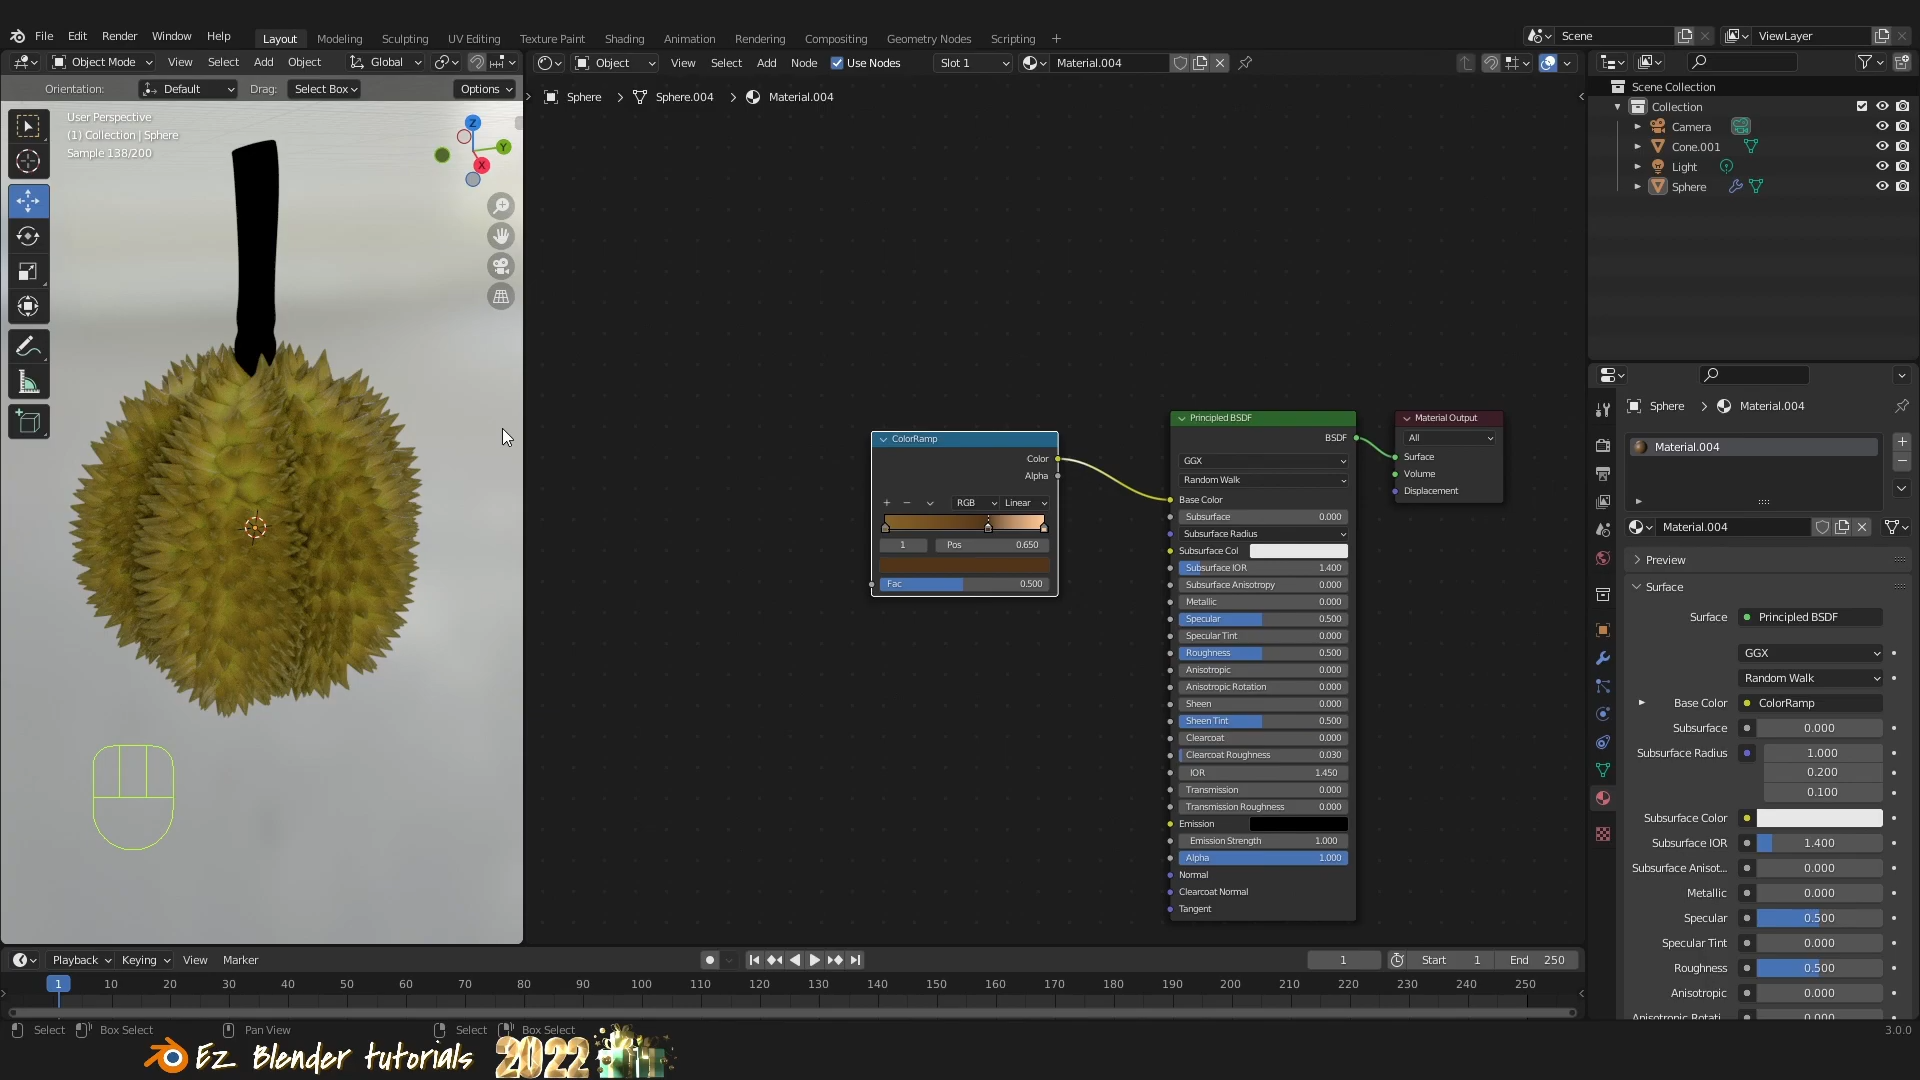 File Edit Render Window Help Layout Modeling Sculpting UV Editing Texture Paint Shading Animation Rendering Compositing Geometry Nodes Scripting + Scene ViewLayer
Object Mode View Select Add Object Global Object View Select Add Node Use Nodes Slot 1 Material.004
Orientation: Default Drag: Select Box Options
Sphere > Sphere.004 > Material.004
User Perspective
(1) Collection | Sphere
Sample 138/200
Z
Y
X
ColorRamp
Color
Alpha
+ − RGB Linear
1 Pos 0.650
Fac 0.500
Principled BSDF
BSDF
GGX
Random Walk
Base Color
Subsurface 0.000
Subsurface Radius
Subsurface Col
Subsurface IOR 1.400
Subsurface Anisotropy 0.000
Metallic 0.000
Specular 0.500
Specular Tint 0.000
Roughness 0.500
Anisotropic 0.000
Anisotropic Rotation 0.000
Sheen 0.000
Sheen Tint 0.500
Clearcoat 0.000
Clearcoat Roughness 0.030
IOR 1.450
Transmission 0.000
Transmission Roughness 0.000
Emission
Emission Strength 1.000
Alpha 1.000
Normal
Clearcoat Normal
Tangent
Material Output
All
Surface
Volume
Displacement
Scene Collection
Collection
Camera
Cone.001
Light
Sphere
Sphere > Material.004
Material.004
Material.004
Preview
Surface
Surface Principled BSDF
GGX
Random Walk
Base Color ColorRamp
Subsurface 0.000
Subsurface Radius 1.000
0.200
0.100
Subsurface Color
Subsurface IOR 1.400
Subsurface Anisot... 0.000
Metallic 0.000
Specular 0.500
Specular Tint 0.000
Roughness 0.500
Anisotropic 0.000
Anisotropic Rotati... 0.000
Playback Keying View Marker 1 Start 1 End 250
1 10 20 30 40 50 60 70 80 90 100 110 120 130 140 150 160 170 180 190 200 210 220 230 240 250
Select Box Select Pan View Select Box Select 3.0.0
Ez Blender tutorials 2022